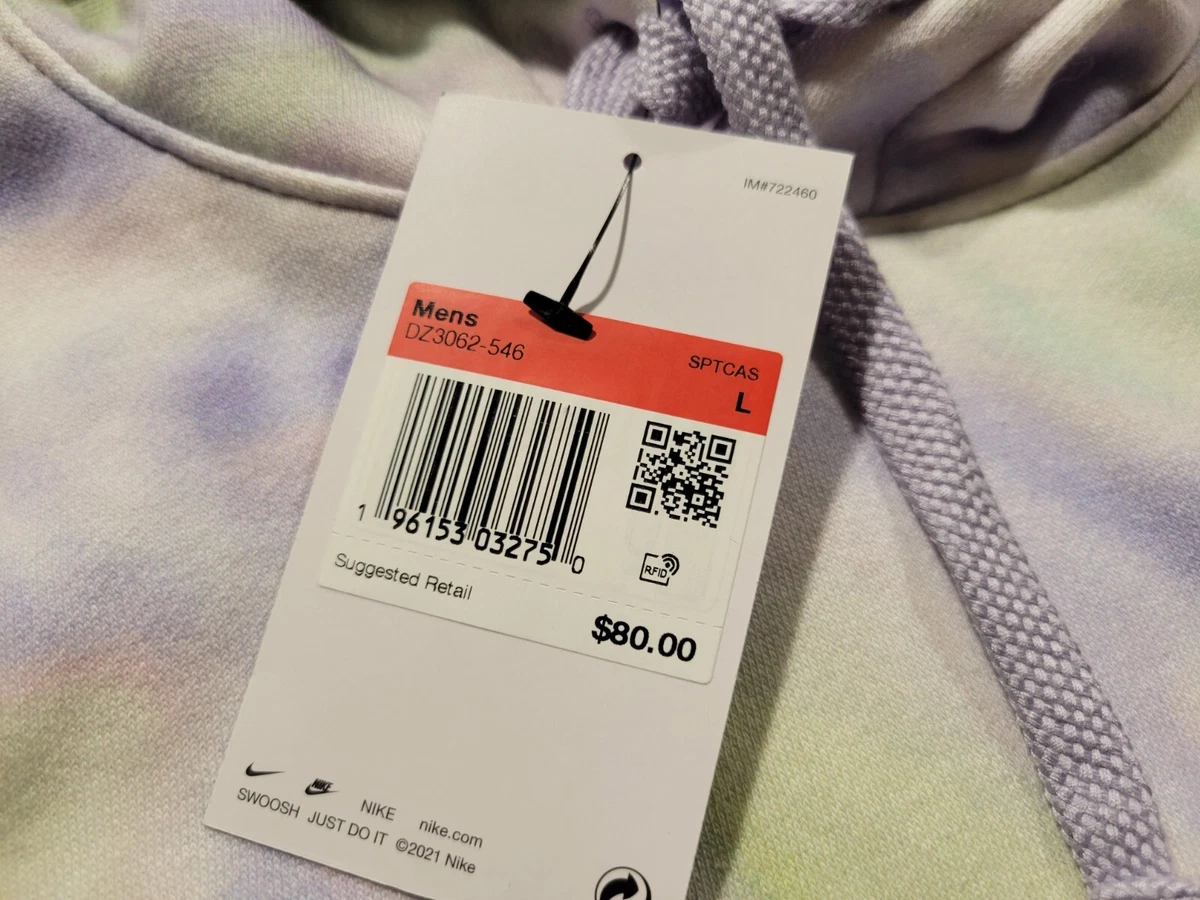 IM#722460
Mens
DZ3062-546
SPTCAS
L
1 96153 03275 0
RFID
Suggested Retail
$80.00
NIKE
NIKE nike.com
SWOOSH JUST DO IT ©2021 Nike